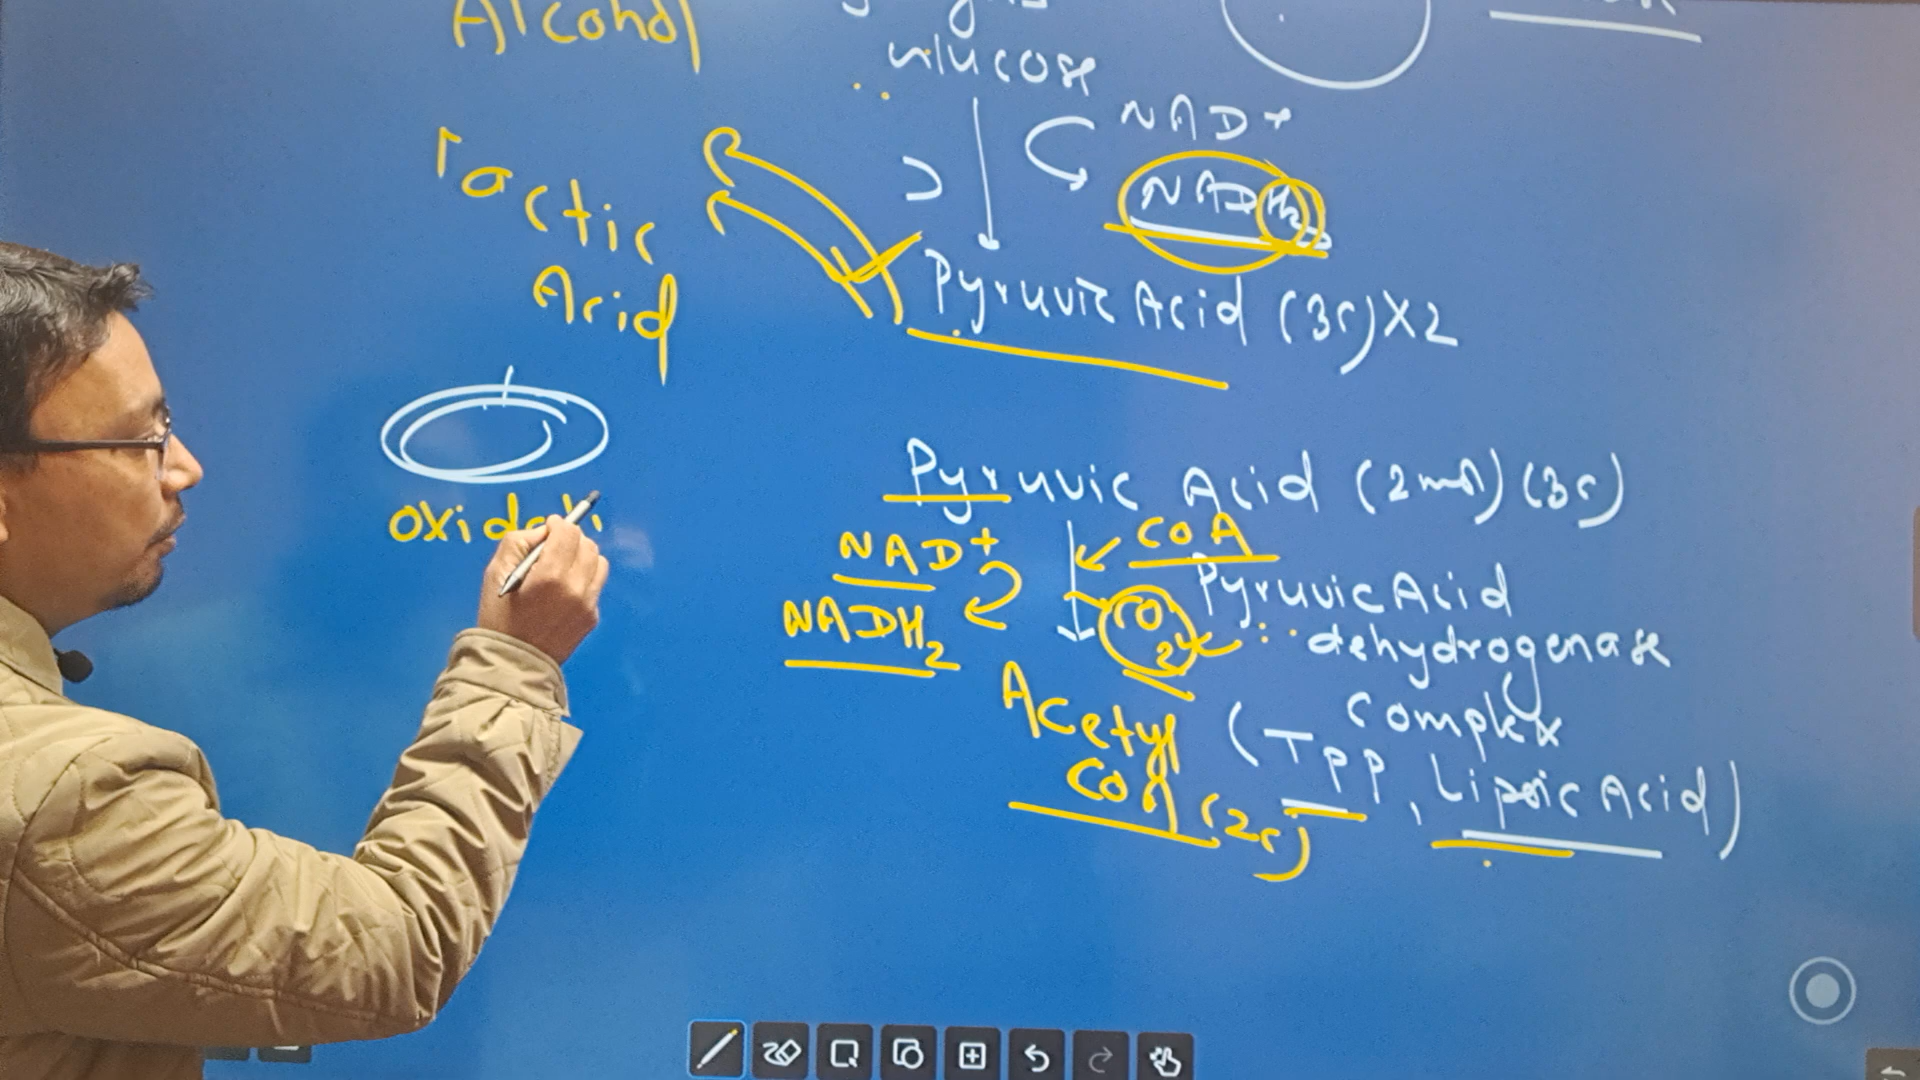 Alcohol
Glucose
NAD+
NADH2
Lactic
Acid
Pyruvic Acid (3C)X2
Pyruvic Acid (2mol) (3C)
NAD+
CoA
NADH2
CO2
Pyruvic Acid
dehydrogenase
complex
Acetyl
CoA (2C)
(TPP, Lipoic Acid)
oxidati